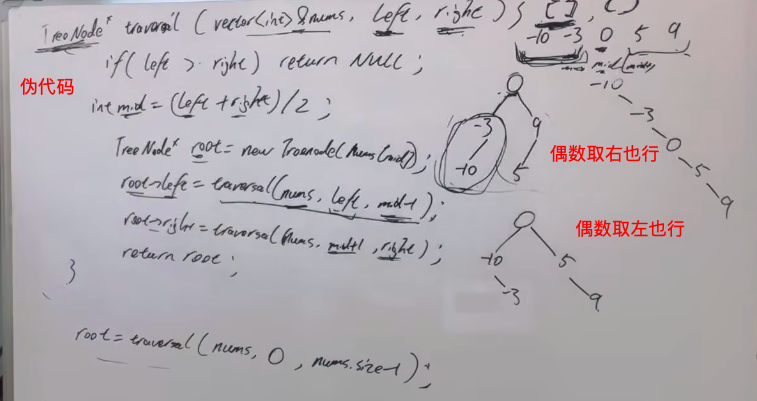 TreeNode* traversal (vector<int>&nums, left, right) { [ ], ( )
-10 -3 0 5 9
if( left > right) return NULL;
mid
伪代码
-10
int mid = (left + right)/2;
-3
-3
9
0
TreeNode* root = new Treenode(nums[mid]);
-10
5
偶数取右也行
5
root->left = traversal(nums, left, mid-1);
9
root->right = traversal(nums, mid+1, right);
偶数取左也行
-10
5
return root;
-3
9
}
root = traversal (nums, 0, nums.size-1);